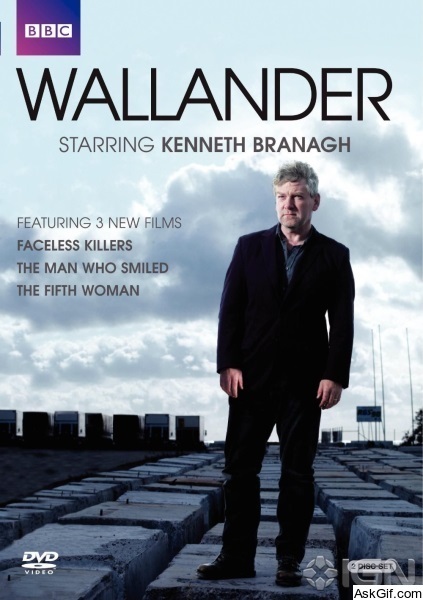 BBC
WALLANDER
STARRING KENNETH BRANAGH
FEATURING 3 NEW FILMS
FACELESS KILLERS
THE MAN WHO SMILED
THE FIFTH WOMAN
DVD
VIDEO
2 DISC SET
IGN
AskGif.com